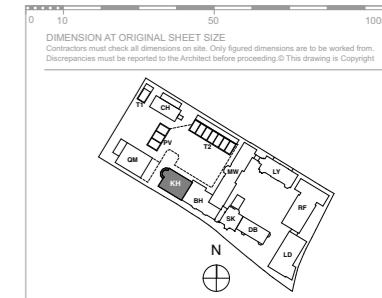 0 10 50 100
DIMENSION AT ORIGINAL SHEET SIZE
Contractors must check all dimensions on site. Only figured dimensions are to be worked from.
Discrepancies must be reported to the Architect before proceeding.© This drawing is Copyright
T1
CH
PV
T2
QM
MW
LY
KH
BH
RF
SK
DB
LD
N